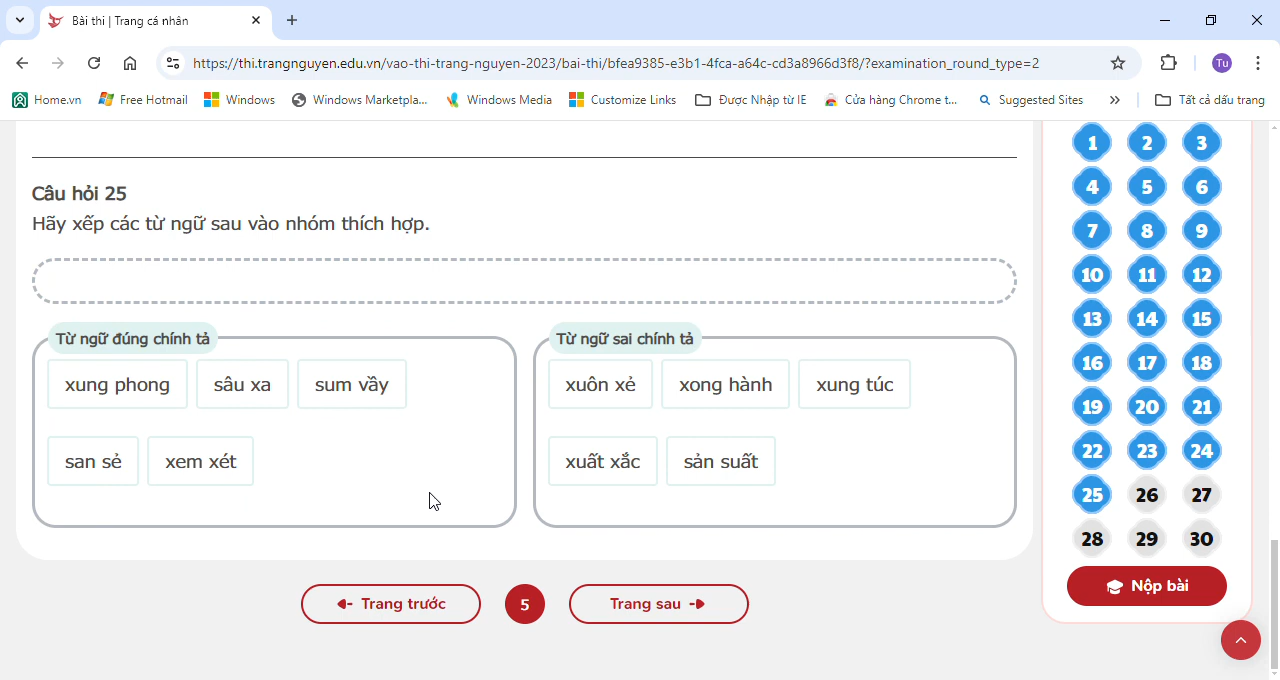 Bài thi | Trang cá nhân
https://thi.trangnguyen.edu.vn/vao-thi-trang-nguyen-2023/bai-thi/bfea9385-e3b1-4fca-a64c-cd3a8966d3f8/?examination_round_type=2
Tu
Home.vn Free Hotmail Windows Windows Marketpla... Windows Media Customize Links Được Nhập từ IE Cửa hàng Chrome t... Suggested Sites Tất cả dấu trang
Câu hỏi 25
Hãy xếp các từ ngữ sau vào nhóm thích hợp.
Từ ngữ đúng chính tả
xung phong sâu xa sum vầy
san sẻ xem xét
Từ ngữ sai chính tả
xuôn xẻ xong hành xung túc
xuất xắc sản suất
Trang trước 5 Trang sau
1 2 3
4 5 6
7 8 9
10 11 12
13 14 15
16 17 18
19 20 21
22 23 24
25 26 27
28 29 30
Nộp bài